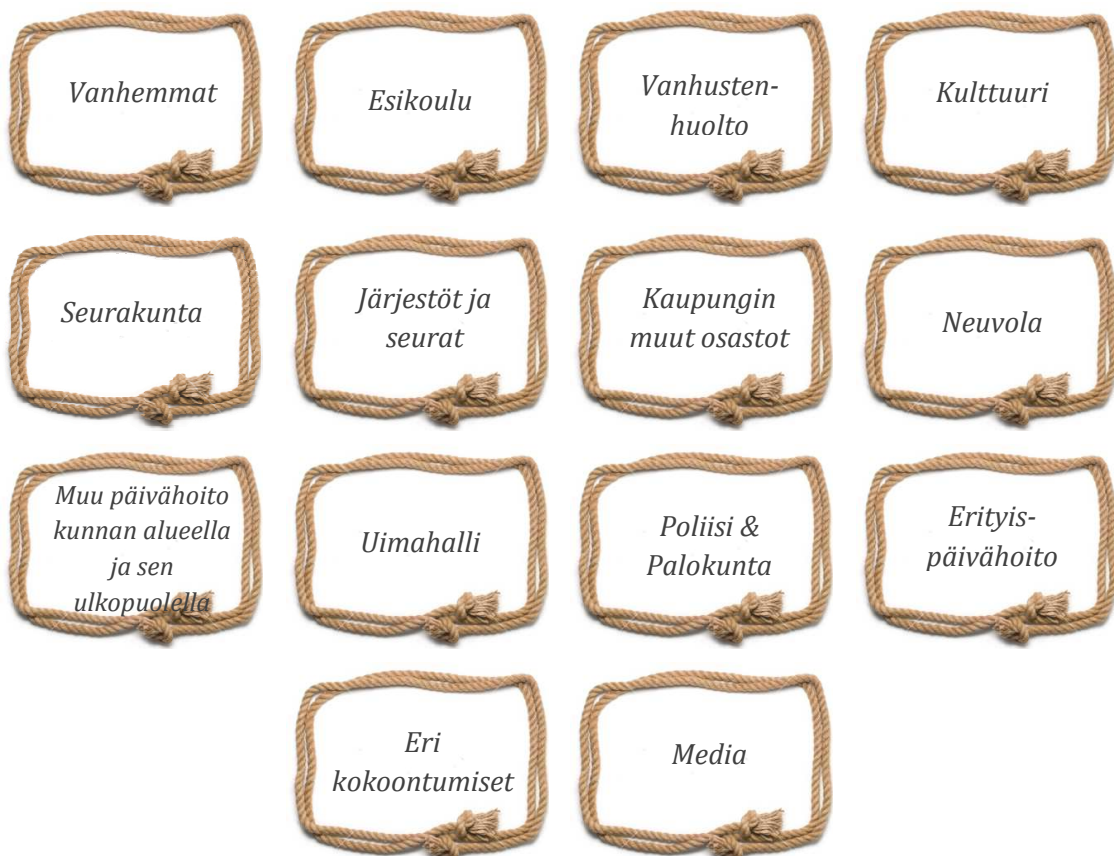 Vanhemmat
Esikoulu
Vanhusten-
huolto
Kulttuuri
Seurakunta
Järjestöt ja
seurat
Kaupungin
muut osastot
Neuvola
Muu päivähoito
kunnan alueella
ja sen
ulkopuolella
Uimahalli
Poliisi &
Palokunta
Erityis-
päivähoito
Eri
kokoontumiset
Media